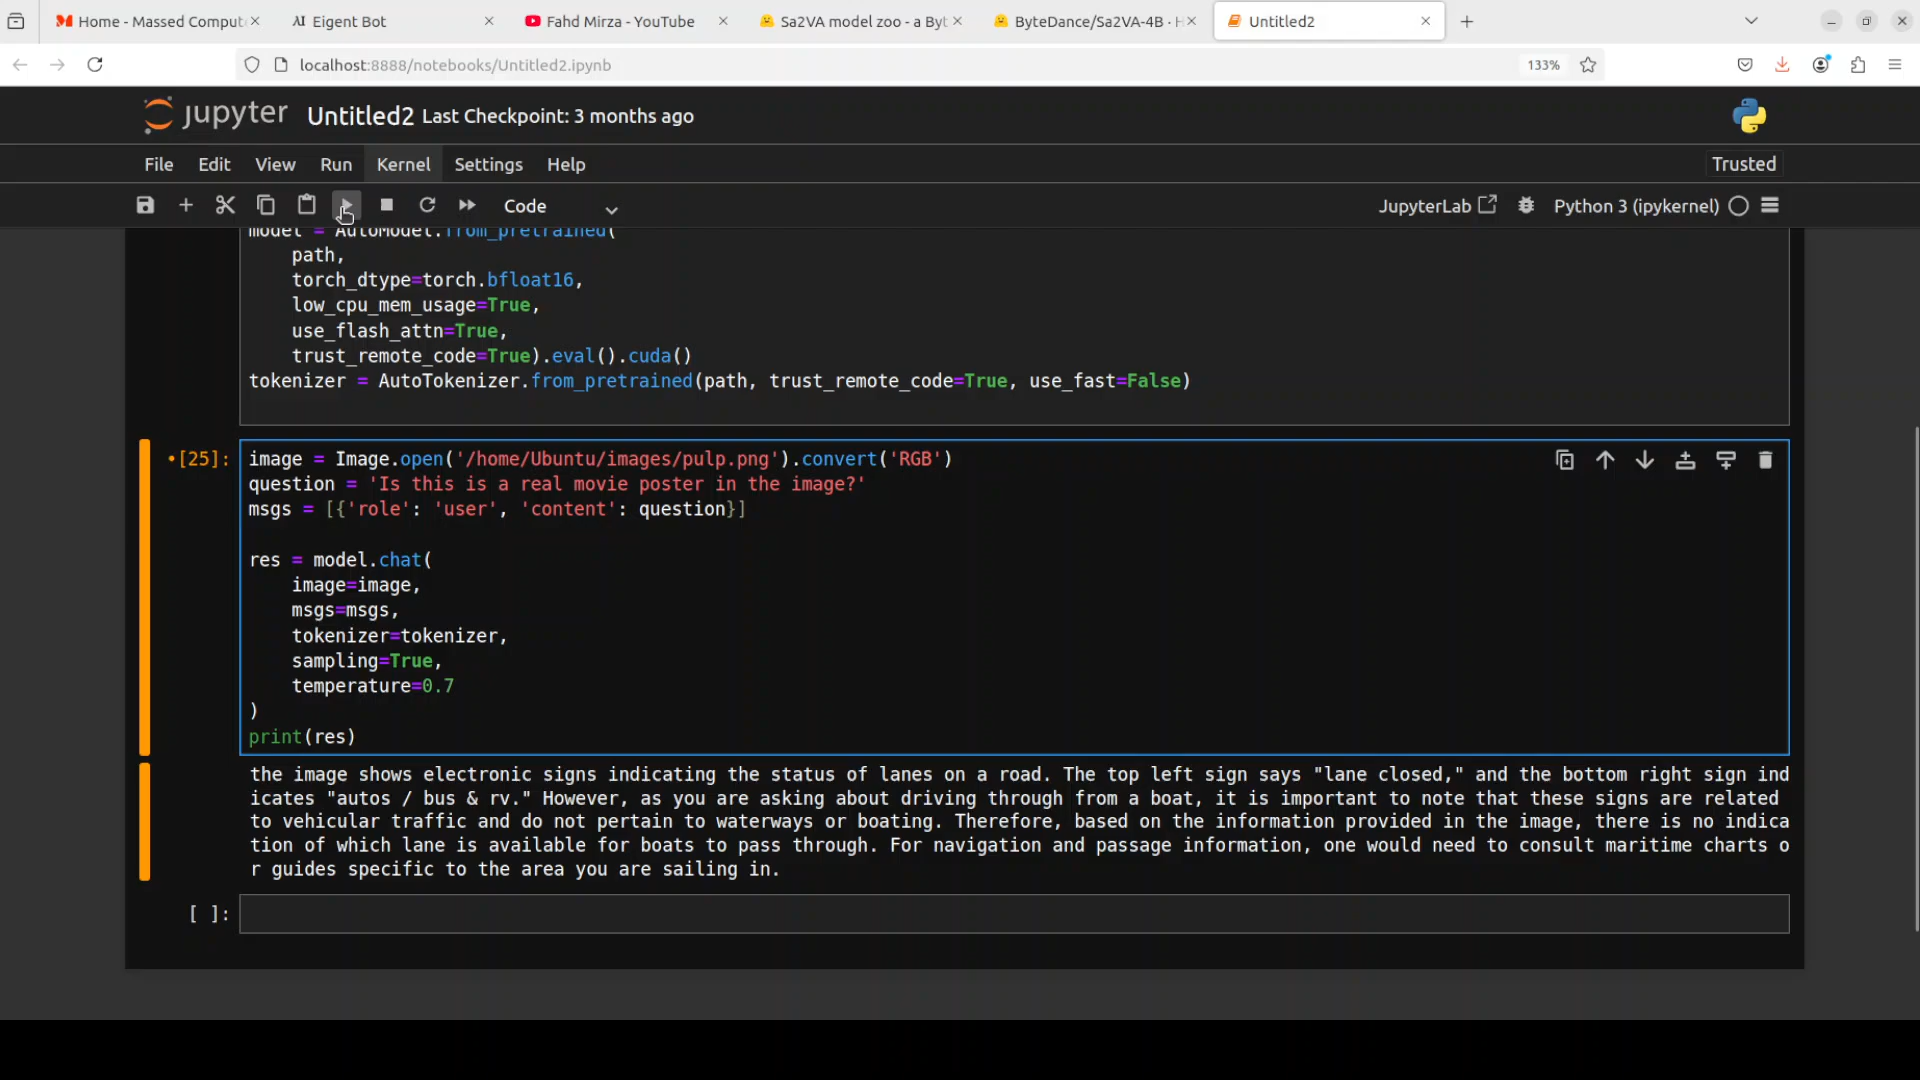 Home - Massed Comput
Eigent Bot
Fahd Mirza - YouTube
Sa2VA model zoo - a Byt
ByteDance/Sa2VA-4B · H
Untitled2
localhost:8888/notebooks/Untitled2.ipynb
133%
jupyter Untitled2 Last Checkpoint: 3 months ago
File Edit View Run Kernel Settings Help
Trusted
Code
JupyterLab
Python 3 (ipykernel)
model = AutoModel.from_pretrained(
    path,
    torch_dtype=torch.bfloat16,
    low_cpu_mem_usage=True,
    use_flash_attn=True,
    trust_remote_code=True).eval().cuda()
tokenizer = AutoTokenizer.from_pretrained(path, trust_remote_code=True, use_fast=False)
•[25]:
image = Image.open('/home/Ubuntu/images/pulp.png').convert('RGB')
question = 'Is this is a real movie poster in the image?'
msgs = [{'role': 'user', 'content': question}]
res = model.chat(
    image=image,
    msgs=msgs,
    tokenizer=tokenizer,
    sampling=True,
    temperature=0.7
)
print(res)
the image shows electronic signs indicating the status of lanes on a road. The top left sign says "lane closed," and the bottom right sign ind
icates "autos / bus & rv." However, as you are asking about driving through from a boat, it is important to note that these signs are related
to vehicular traffic and do not pertain to waterways or boating. Therefore, based on the information provided in the image, there is no indica
tion of which lane is available for boats to pass through. For navigation and passage information, one would need to consult maritime charts o
r guides specific to the area you are sailing in.
[ ]: